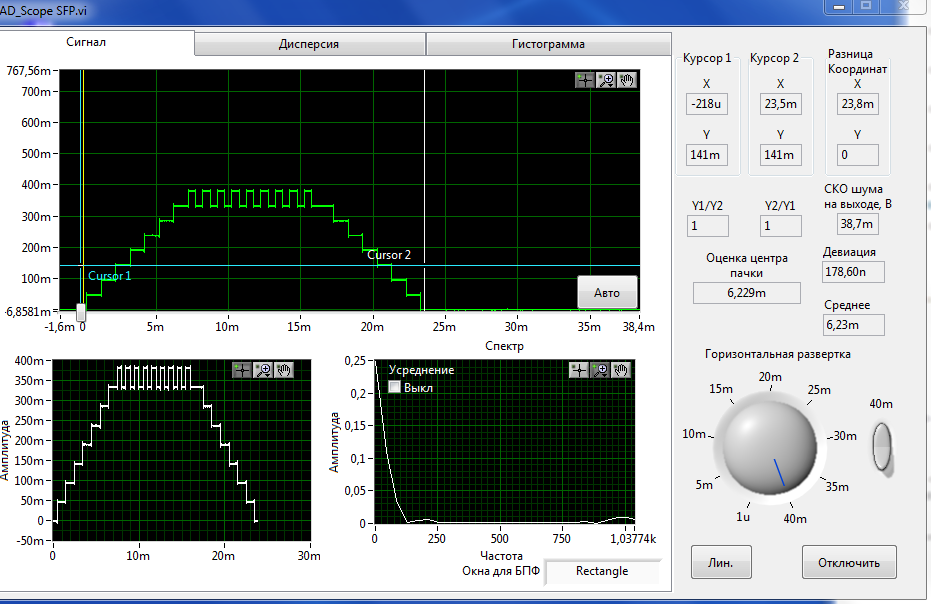 AD_Scope SFP.vi
Сигнал
Дисперсия
Гистограмма
767,56m
700m
600m
500m
400m
300m
200m
100m
-6,8581m
-1,6m
0
5m
10m
15m
20m
25m
30m
35m
38,4m
Cursor 1
Cursor 2
Авто
Курсор 1
X
-218u
Y
141m
Курсор 2
X
23,5m
Y
141m
Разница
Координат
X
23,8m
Y
0
Y1/Y2
1
Y2/Y1
1
СКО шума
на выходе, В
38,7m
Оценка центра
пачки
6,229m
Девиация
178,60n
Среднее
6,23m
400m
350m
300m
250m
200m
150m
100m
50m
0
-50m
Амплитуда
0
10m
20m
30m
Спектр
Усреднение
Выкл
0,25
0,2
0,15
0,1
0,05
0
Амплитуда
0
250
500
750
1,03774k
Частота
Окна для БПФ
Rectangle
Горизонтальная развертка
1u
5m
10m
15m
20m
25m
30m
35m
40m
40m
Лин.
Отключить